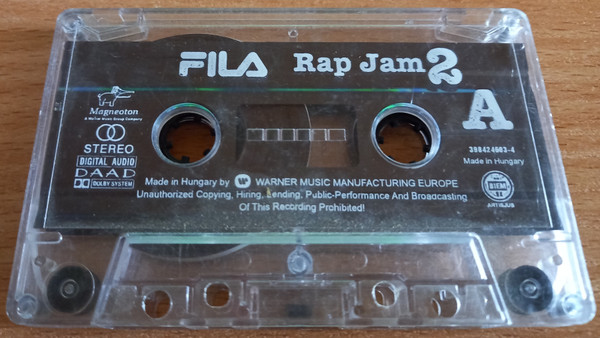 FILA Rap Jam 2
A
Magneoton
A Warner Music Group Company
STEREO
DIGITAL AUDIO
DAAD
DOLBY SYSTEM
398424603-4
Made in Hungary
BIEM
ARTISJUS
Made in Hungary by WARNER MUSIC MANUFACTURING EUROPE
Unauthorized Copying, Hiring, Lending, Public-Performance And Broadcasting
Of This Recording Prohibited!